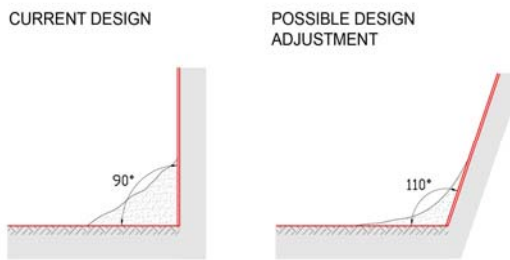 CURRENT DESIGN
POSSIBLE DESIGN
ADJUSTMENT
90°
110°